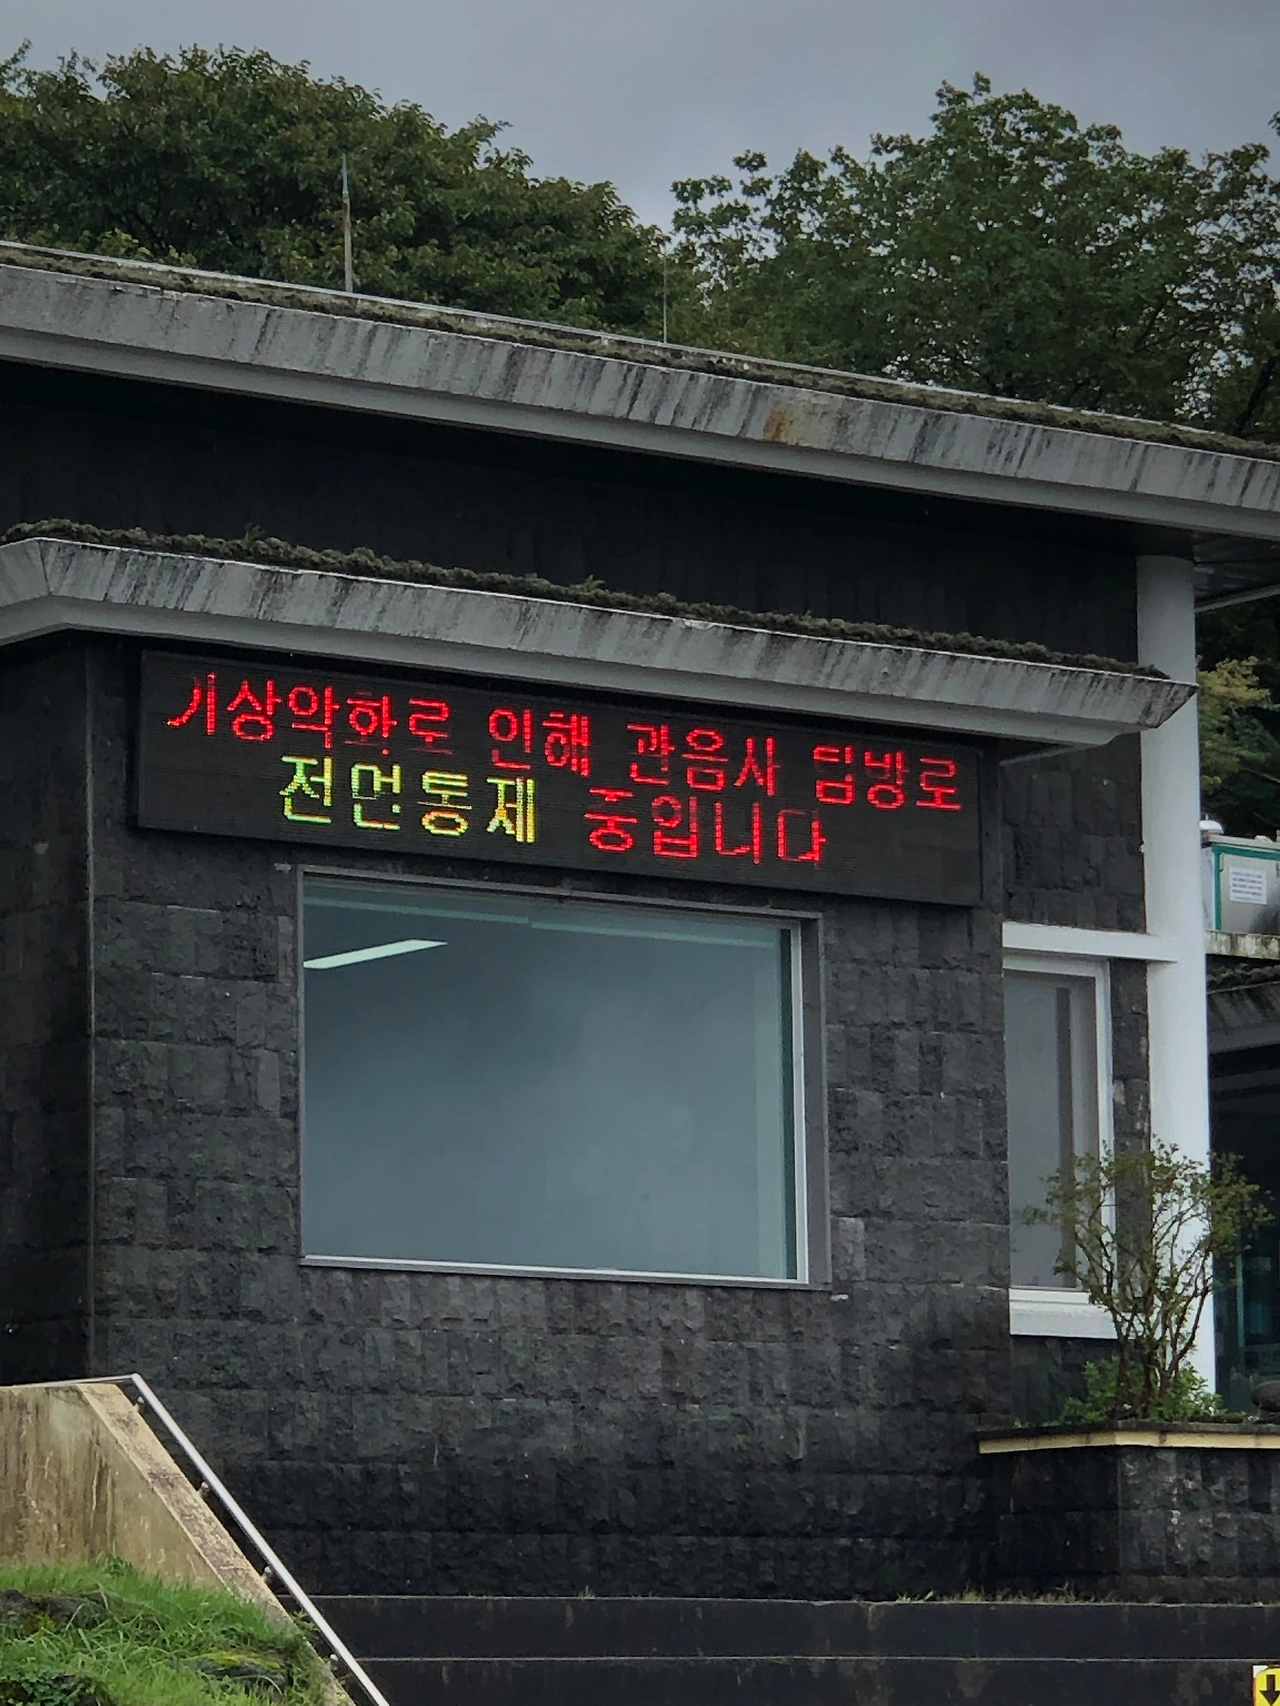 기상악화로 인해 관음사 탐방로
전면통제 중입니다